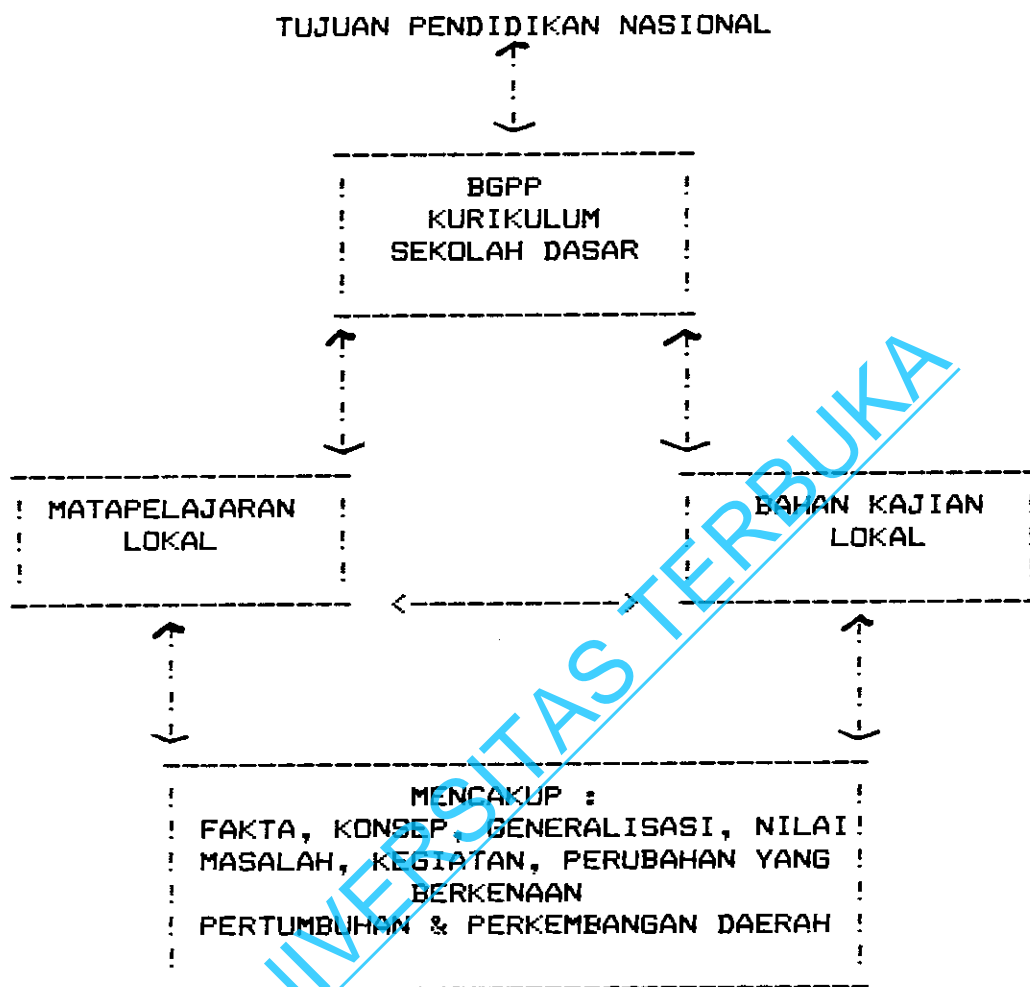 TUJUAN PENDIDIKAN NASIONAL
BGPP
KURIKULUM
SEKOLAH DASAR
MATAPELAJARAN
LOKAL
BAHAN KAJIAN
LOKAL
MENCAKUP :
FAKTA, KONSEP, GENERALISASI, NILAI
MASALAH, KEGIATAN, PERUBAHAN YANG
BERKENAAN
PERTUMBUHAN & PERKEMBANGAN DAERAH
IVERSITAS TERBUKA